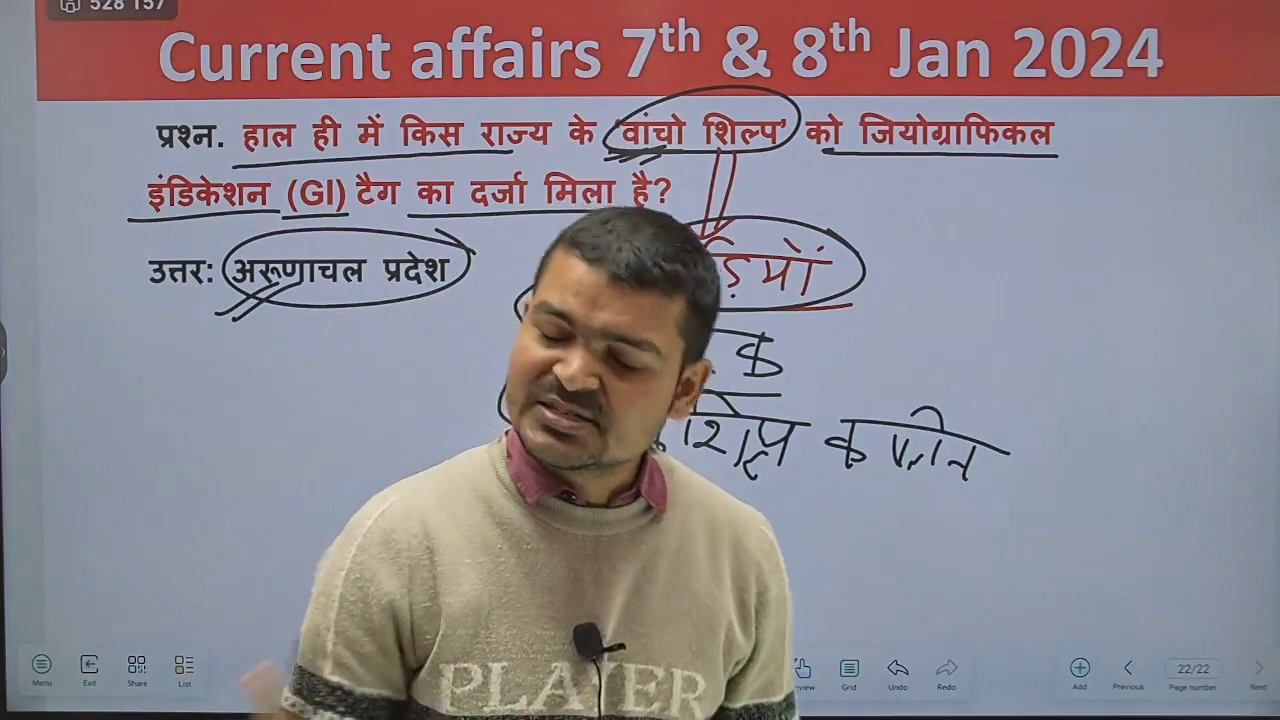 528 157
Current affairs 7th & 8th Jan 2024
प्रश्न. हाल ही में किस राज्य के 'वांचो शिल्प' को जियोग्राफिकल
इंडिकेशन (GI) टैग का दर्जा मिला है?
उत्तर: अरूणाचल प्रदेश
PLAYER
Menu Exit Share List Grid Undo Redo Add Previous 22/22 Page number Next